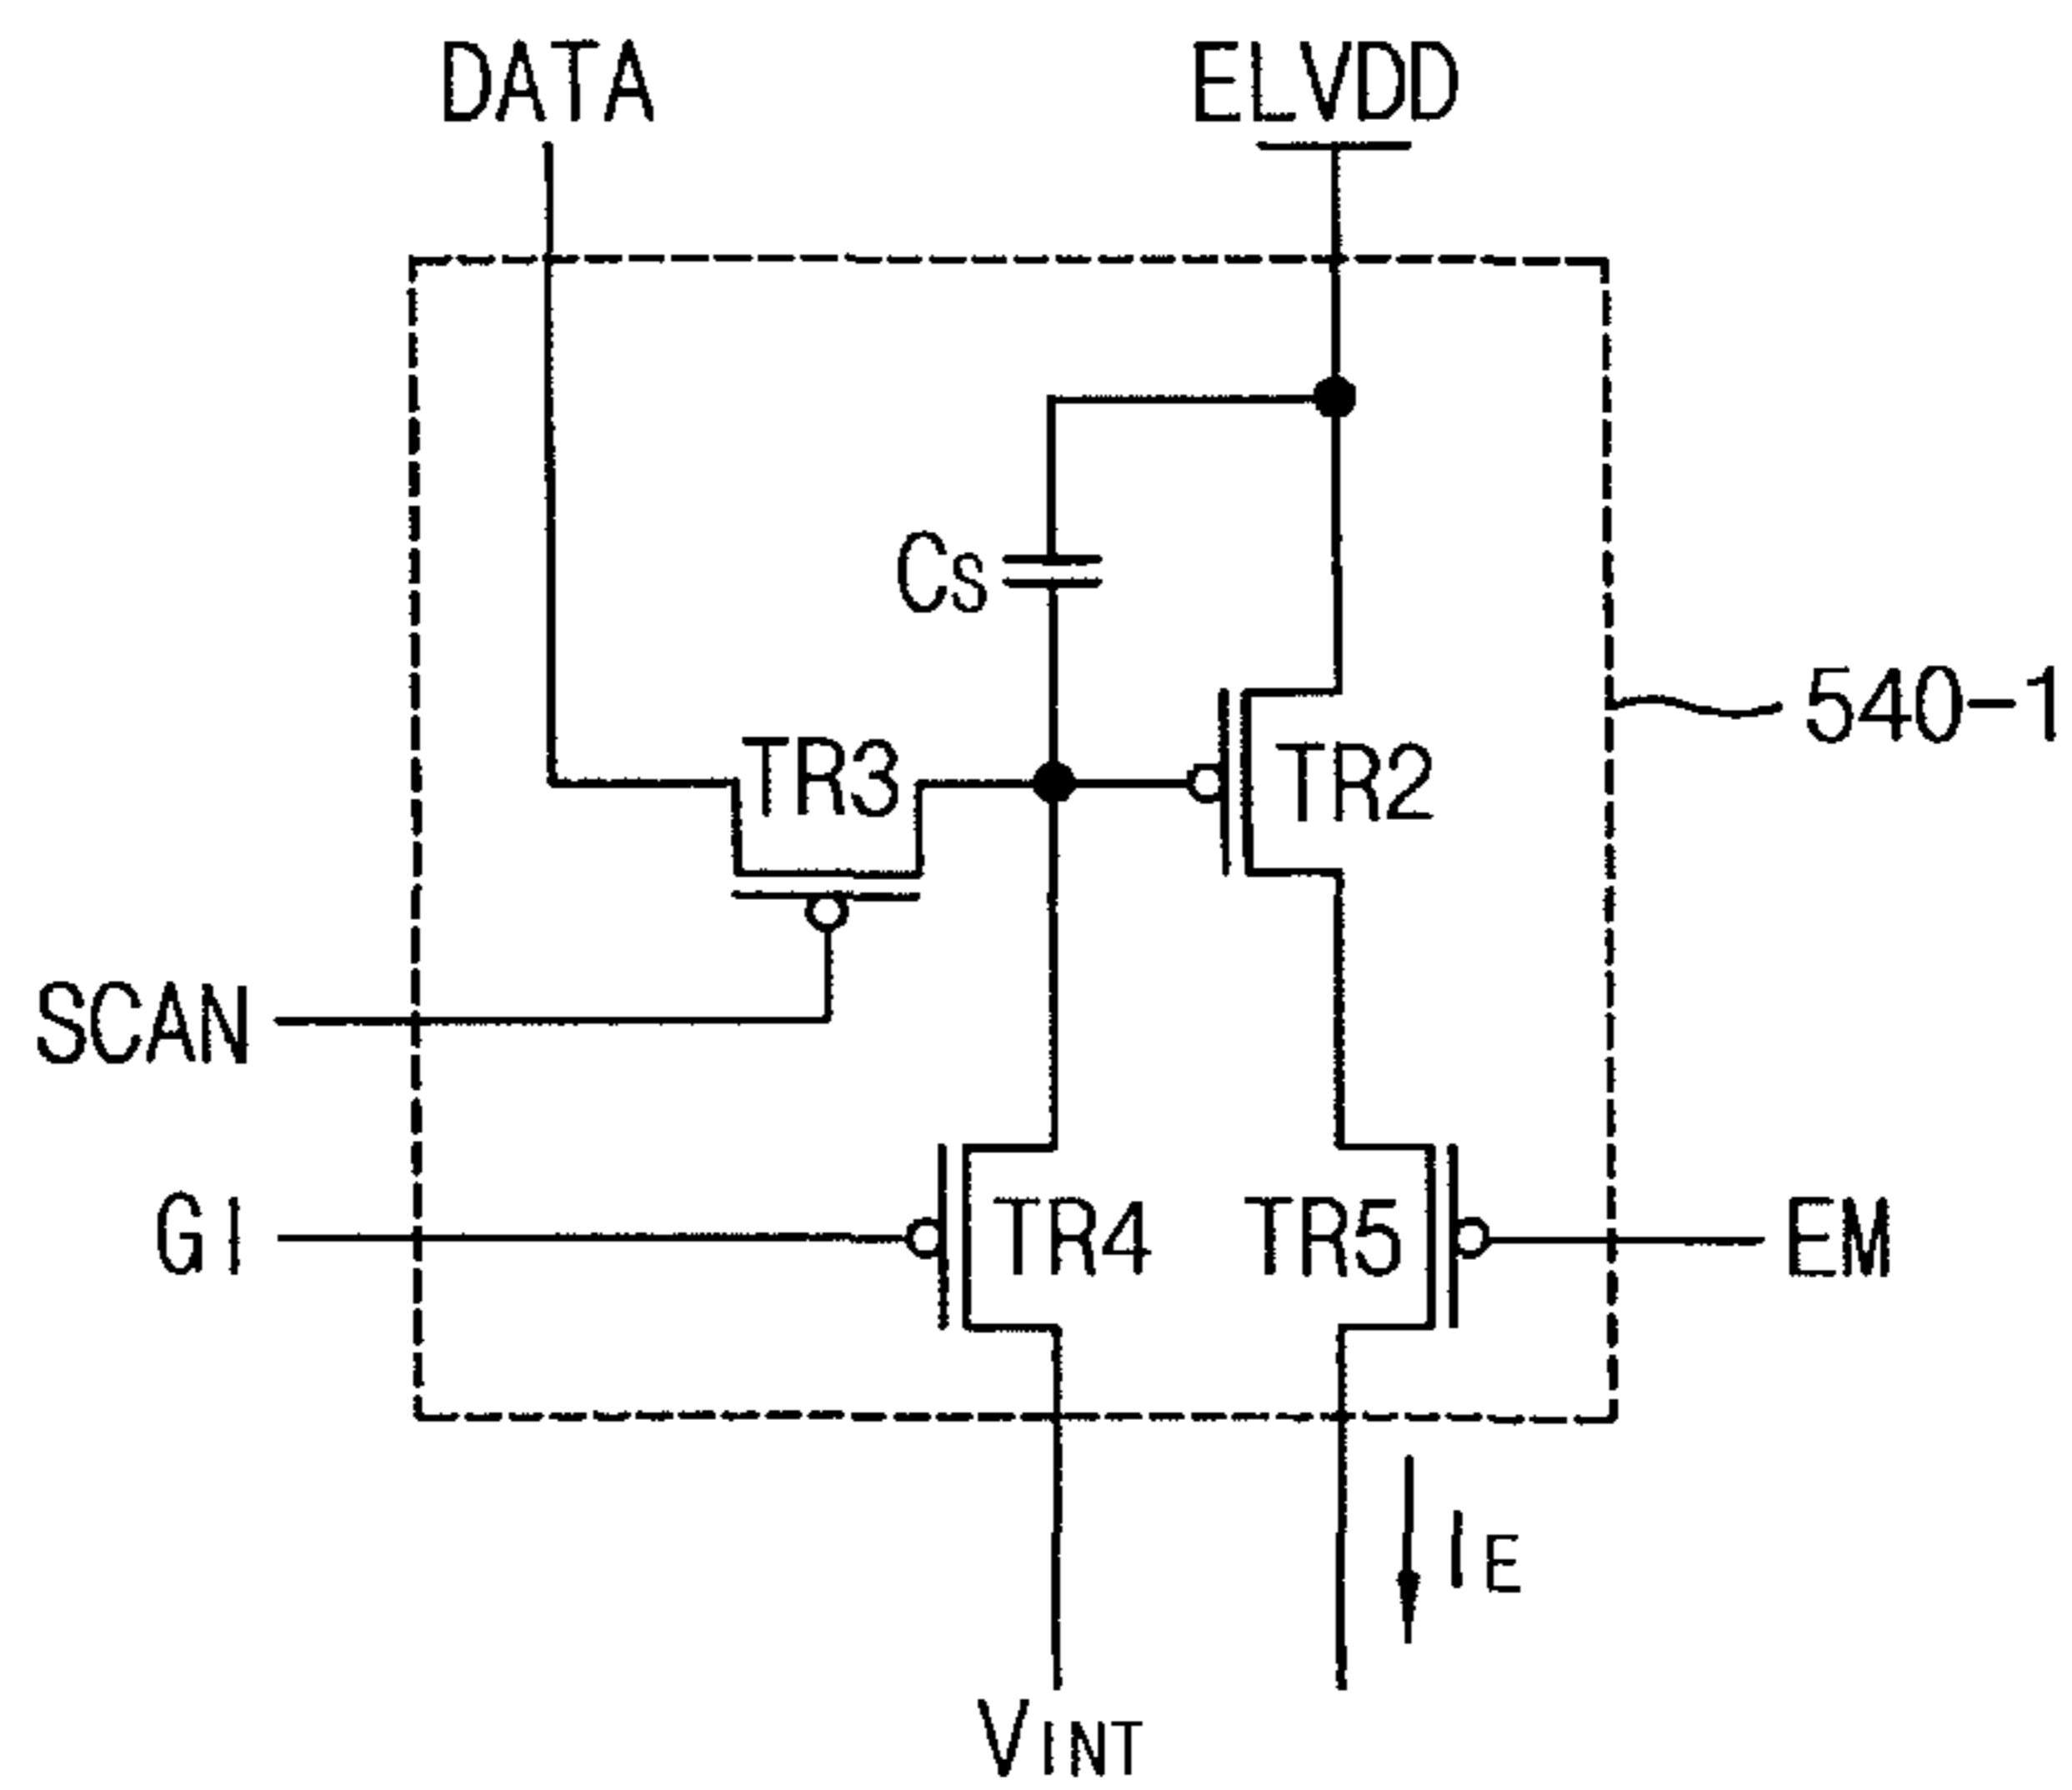 DATA
ELVDD
Cs
540-1
TR3
TR2
SCAN
GI
TR4
TR5
EM
IE
VINT